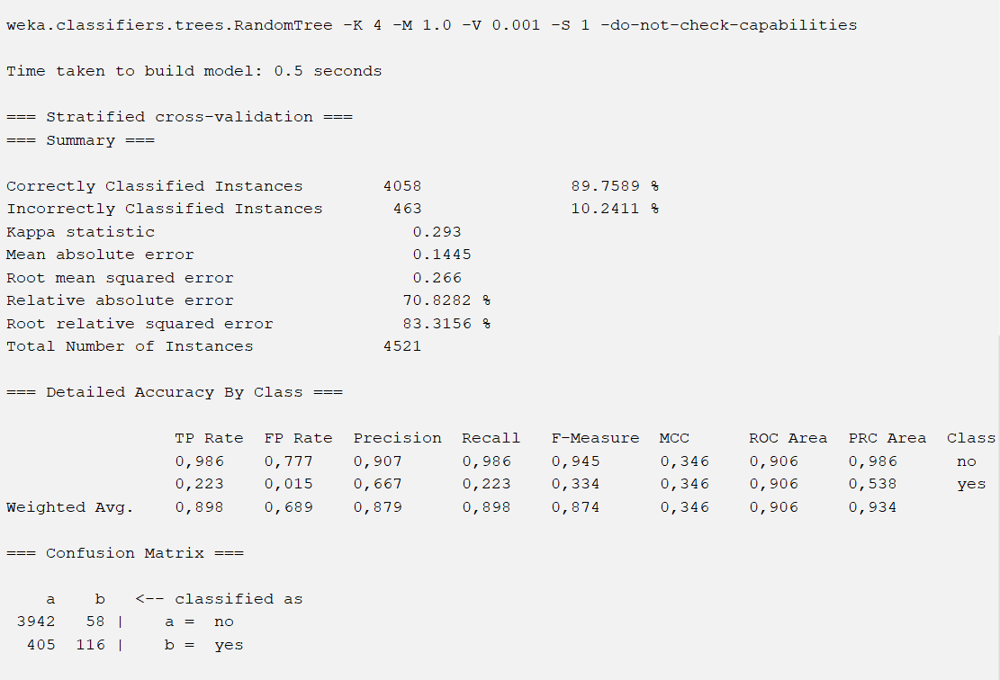 weka.classifiers.trees.RandomTree -K 4 -M 1.0 -V 0.001 -S 1 -do-not-check-capabilities
Time taken to build model: 0.5 seconds
=== Stratified cross-validation ===
=== Summary ===
Correctly Classified Instances 4058 89.7589 %
Incorrectly Classified Instances 463 10.2411 %
Kappa statistic 0.293
Mean absolute error 0.1445
Root mean squared error 0.266
Relative absolute error 70.8282 %
Root relative squared error 83.3156 %
Total Number of Instances 4521
=== Detailed Accuracy By Class ===
TP Rate FP Rate Precision Recall F-Measure MCC ROC Area PRC Area Class
0,986 0,777 0,907 0,986 0,945 0,346 0,906 0,986 no
0,223 0,015 0,667 0,223 0,334 0,346 0,906 0,538 yes
Weighted Avg. 0,898 0,689 0,879 0,898 0,874 0,346 0,906 0,934
=== Confusion Matrix ===
a b <-- classified as
3942 58 | a = no
405 116 | b = yes